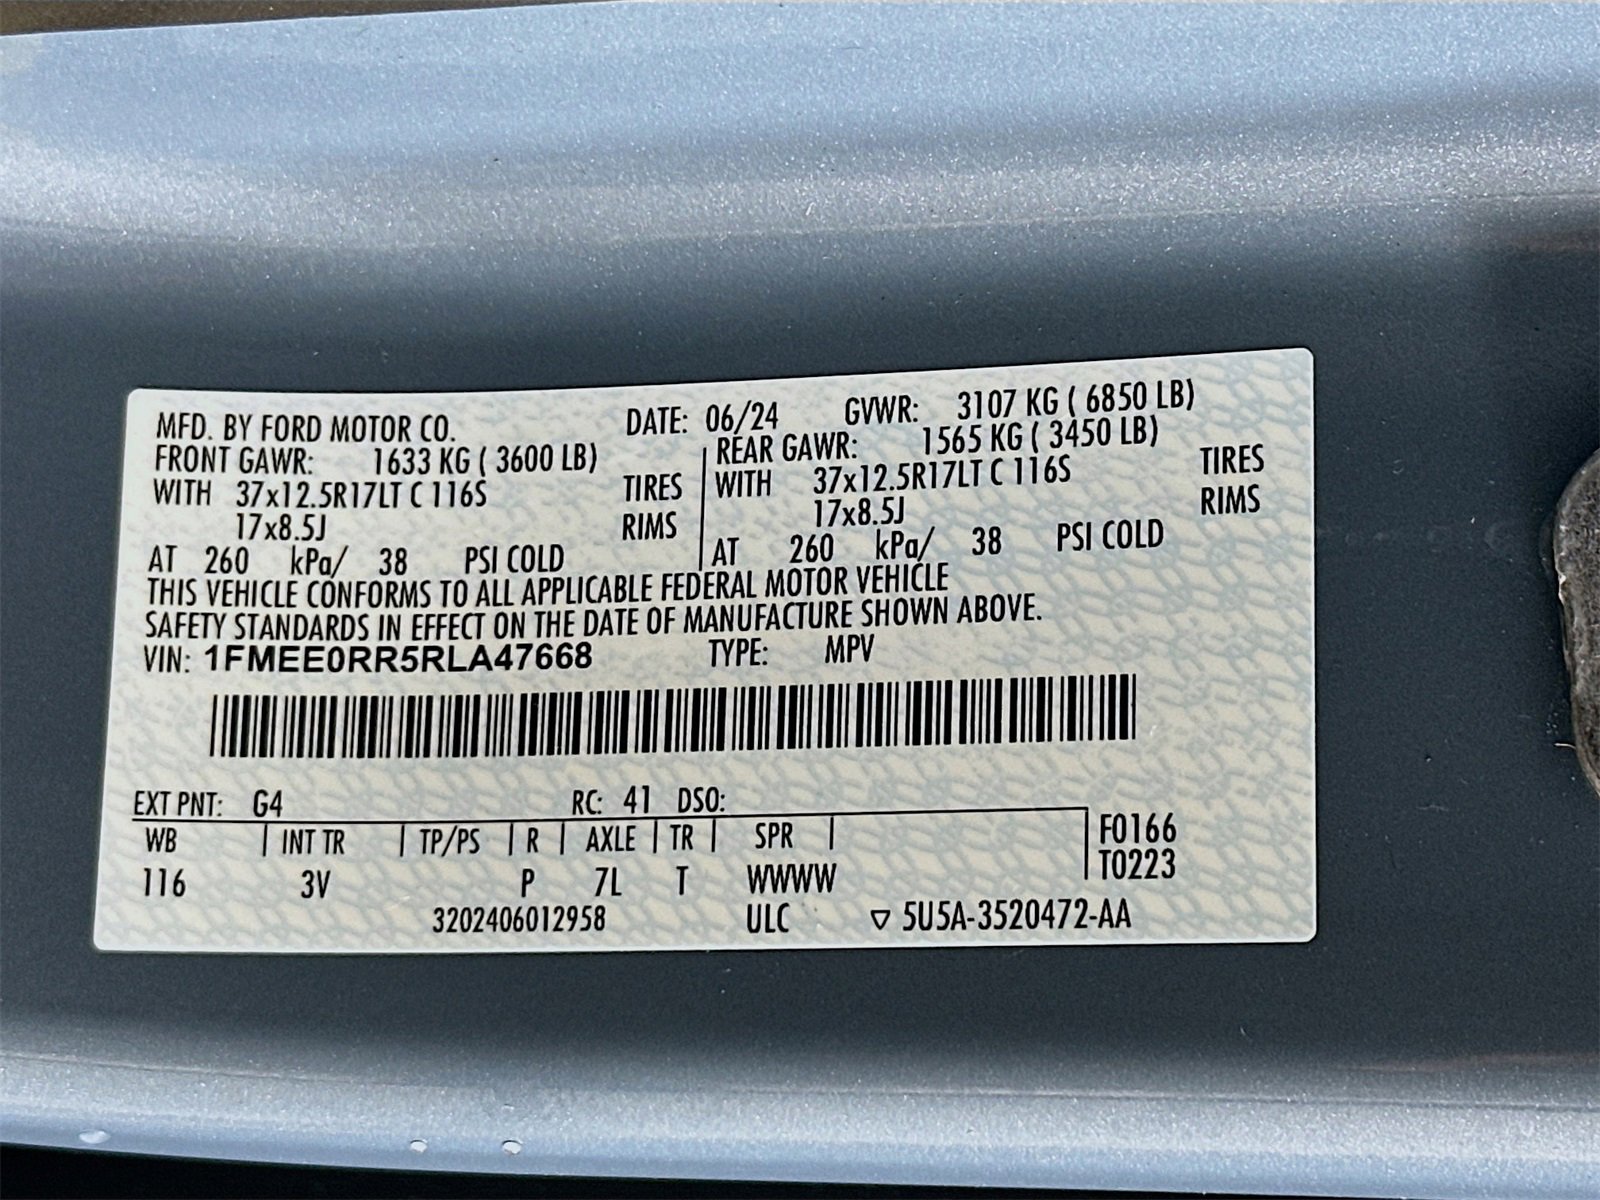 MFD. BY FORD MOTOR CO. DATE: 06/24 GVWR: 3107 KG ( 6850 LB)
FRONT GAWR: 1633 KG ( 3600 LB)
WITH 37x12.5R17LT C 116S TIRES
17x8.5J RIMS
AT 260 kPa/ 38 PSI COLD
REAR GAWR: 1565 KG ( 3450 LB)
WITH 37x12.5R17LT C 116S TIRES
17x8.5J RIMS
AT 260 kPa/ 38 PSI COLD
THIS VEHICLE CONFORMS TO ALL APPLICABLE FEDERAL MOTOR VEHICLE
SAFETY STANDARDS IN EFFECT ON THE DATE OF MANUFACTURE SHOWN ABOVE.
VIN: 1FMEE0RR5RLA47668 TYPE: MPV
EXT PNT: G4 RC: 41 DSO:
WB INT TR TP/PS R AXLE TR SPR F0166
116 3V P 7L T WWWW T0223
3202406012958 ULC ▽ 5U5A-3520472-AA